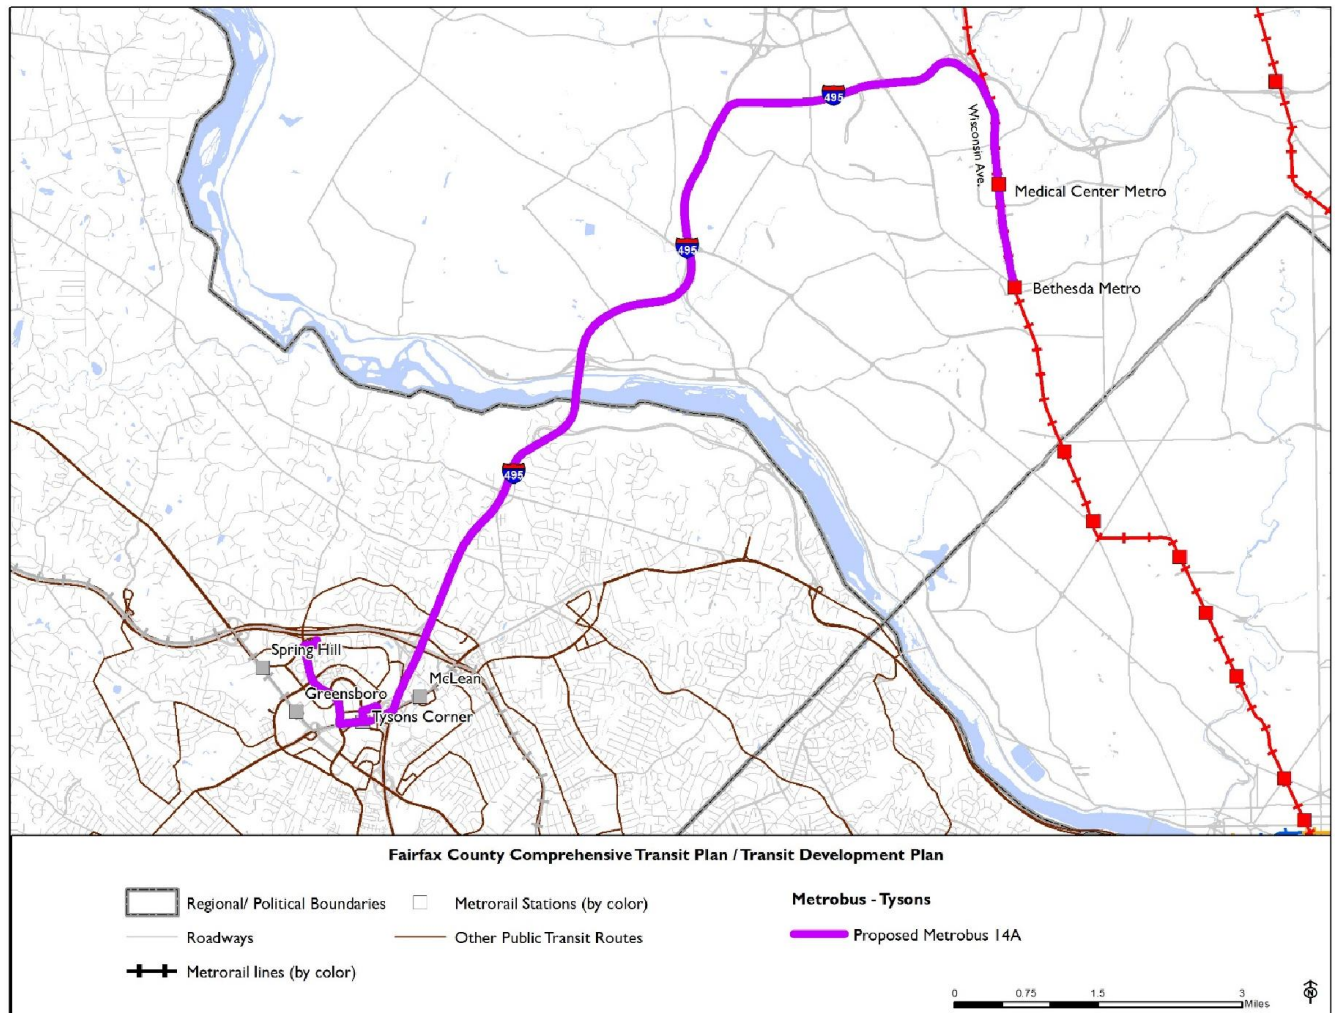 495
Wisconsin Ave.
Medical Center Metro
495
Bethesda Metro
495
Spring Hill
McLean
Greensboro
Tysons Corner
Fairfax County Comprehensive Transit Plan / Transit Development Plan
Regional/ Political Boundaries
Metrorail Stations (by color)
Metrobus - Tysons
Roadways
Other Public Transit Routes
Proposed Metrobus 14A
Metrorail lines (by color)
0 0.75 1.5 3
Miles
N